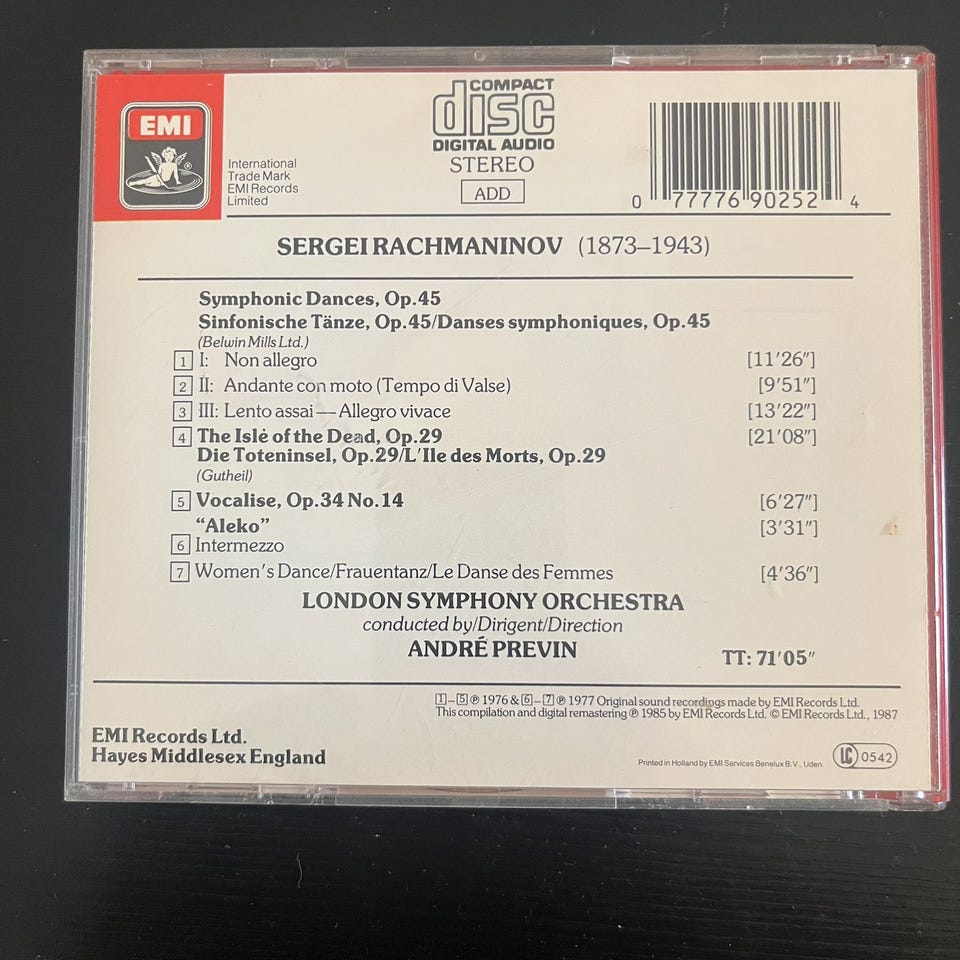 EMI
International
Trade Mark
EMI Records
Limited
COMPACT
disc
DIGITAL AUDIO
STEREO
ADD
0 77776 90252 4
SERGEI RACHMANINOV (1873–1943)
Symphonic Dances, Op.45
Sinfonische Tänze, Op.45/Danses symphoniques, Op.45
(Belwin Mills Ltd.)
1 I: Non allegro [11'26"]
2 II: Andante con moto (Tempo di Valse) [9'51"]
3 III: Lento assai — Allegro vivace [13'22"]
4 The Isle of the Dead, Op.29 [21'08"]
Die Toteninsel, Op.29/L'Ile des Morts, Op.29
(Gutheil)
5 Vocalise, Op.34 No.14 [6'27"]
"Aleko" [3'31"]
6 Intermezzo
7 Women's Dance/Frauentanz/Le Danse des Femmes [4'36"]
LONDON SYMPHONY ORCHESTRA
conducted by/Dirigent/Direction
ANDRÉ PREVIN
TT: 71'05"
1–5 ℗ 1976 & 6–7 ℗ 1977 Original sound recordings made by EMI Records Ltd.
This compilation and digital remastering ℗ 1985 by EMI Records Ltd. © EMI Records Ltd., 1987
EMI Records Ltd.
Hayes Middlesex England
Printed in Holland by EMI Services Benelux B.V., Uden
LC 0542